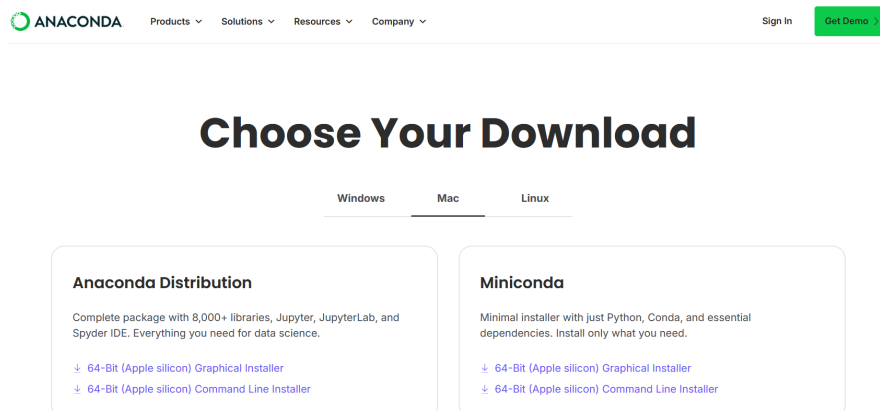 ANACONDA
Products
Solutions
Resources
Company
Sign In
Get Demo
Choose Your Download
Windows
Mac
Linux
Anaconda Distribution
Complete package with 8,000+ libraries, Jupyter, JupyterLab, and
Spyder IDE. Everything you need for data science.
64-Bit (Apple silicon) Graphical Installer
64-Bit (Apple silicon) Command Line Installer
Miniconda
Minimal installer with just Python, Conda, and essential
dependencies. Install only what you need.
64-Bit (Apple silicon) Graphical Installer
64-Bit (Apple silicon) Command Line Installer